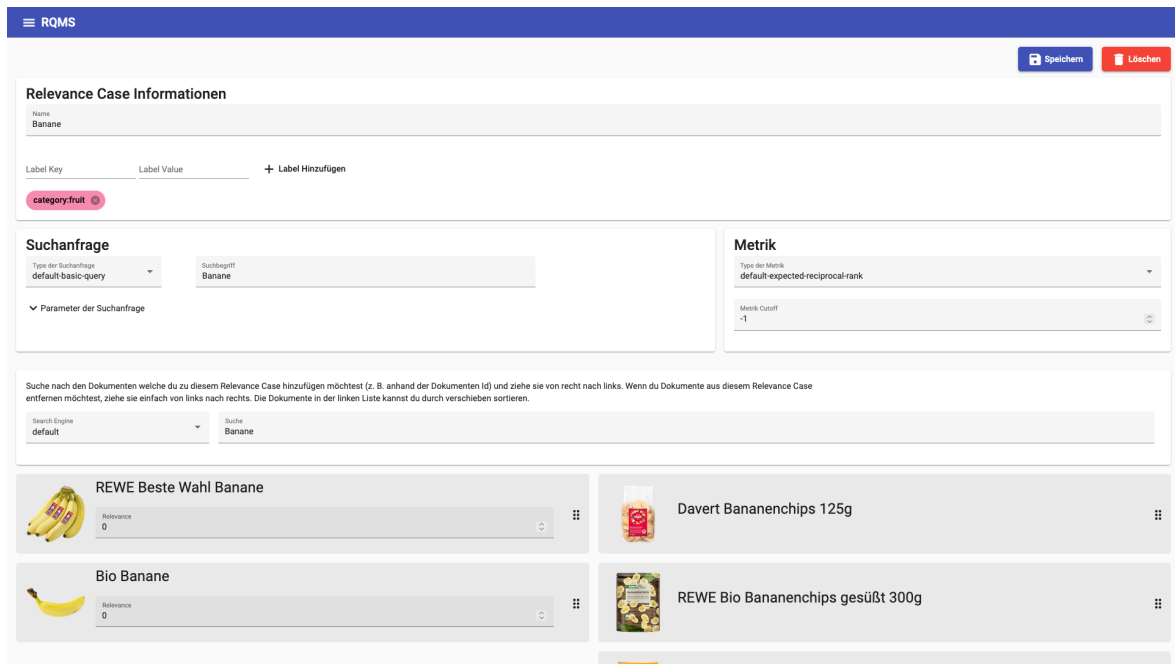 RQMS
Speichern
Löschen
Relevance Case Informationen
Name
Banane
Label Key
Label Value
Label Hinzufügen
category:fruit
Suchanfrage
Type der Suchanfrage
default-basic-query
Suchbegriff
Banane
Parameter der Suchanfrage
Metrik
Type der Metrik
default-expected-reciprocal-rank
Metrik Cutoff
-1
Suche nach den Dokumenten welche du zu diesem Relevance Case hinzufügen möchtest (z. B. anhand der Dokumenten Id) und ziehe sie von recht nach links. Wenn du Dokumente aus diesem Relevance Case
entfernen möchtest, ziehe sie einfach von links nach rechts. Die Dokumente in der linken Liste kannst du durch verschieben sortieren.
Search Engine
default
Suche
Banane
REWE Beste Wahl Banane
Relevance
0
Davert Bananenchips 125g
Bio Banane
Relevance
0
REWE Bio Bananenchips gesüßt 300g